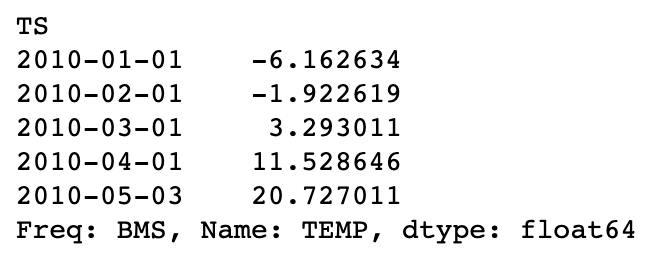 TS
2010-01-01    -6.162634
2010-02-01    -1.922619
2010-03-01     3.293011
2010-04-01    11.528646
2010-05-03    20.727011
Freq: BMS, Name: TEMP, dtype: float64